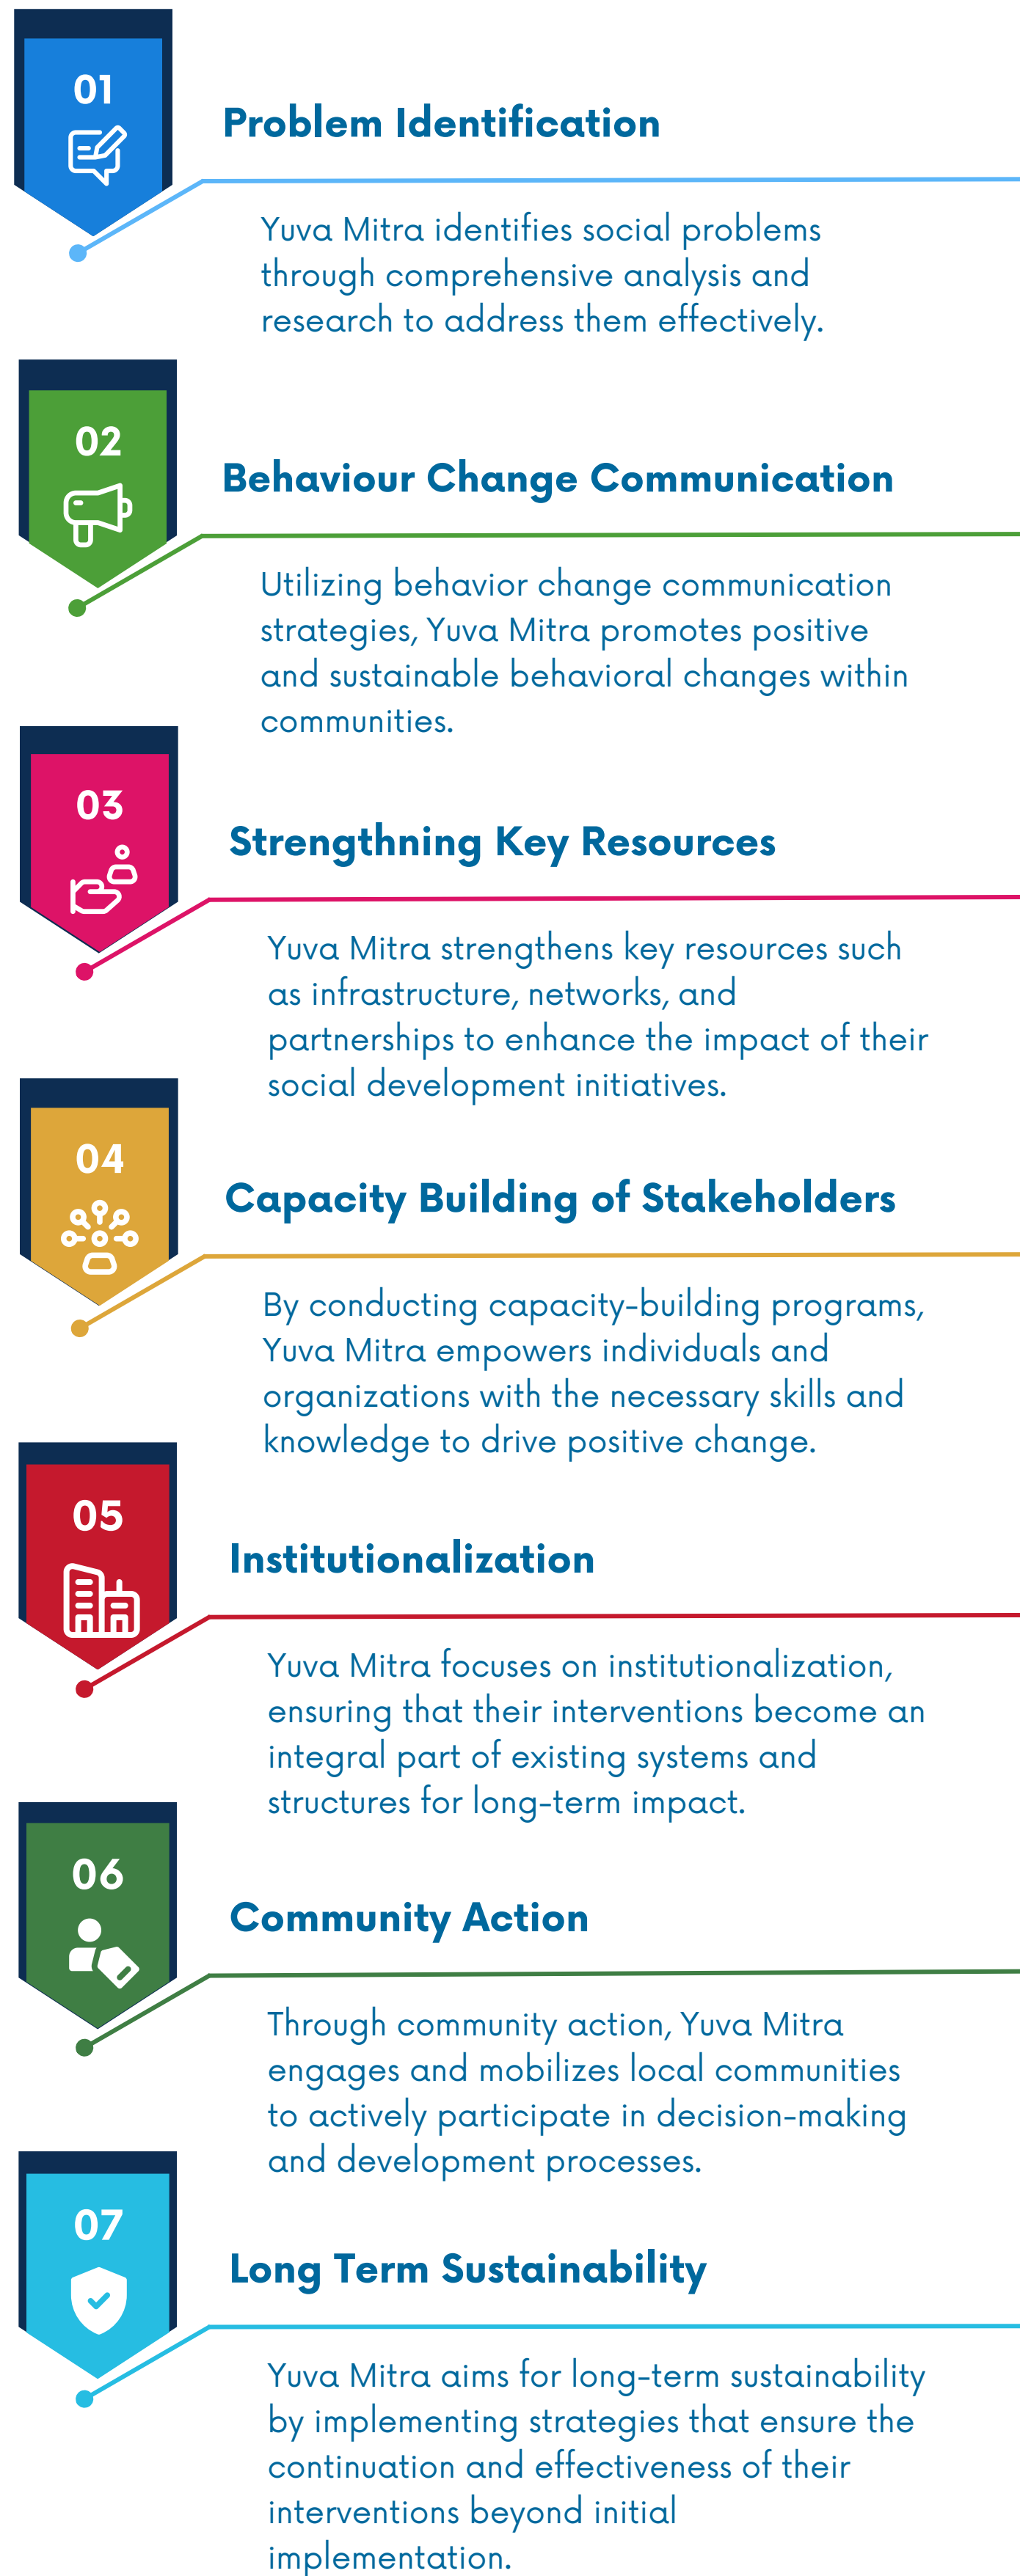 01
Problem Identification
Yuva Mitra identifies social problems
through comprehensive analysis and
research to address them effectively.
02
Behaviour Change Communication
Utilizing behavior change communication
strategies, Yuva Mitra promotes positive
and sustainable behavioral changes within
communities.
03
Strengthning Key Resources
Yuva Mitra strengthens key resources such
as infrastructure, networks, and
partnerships to enhance the impact of their
social development initiatives.
04
Capacity Building of Stakeholders
By conducting capacity-building programs,
Yuva Mitra empowers individuals and
organizations with the necessary skills and
knowledge to drive positive change.
05
Institutionalization
Yuva Mitra focuses on institutionalization,
ensuring that their interventions become an
integral part of existing systems and
structures for long-term impact.
06
Community Action
Through community action, Yuva Mitra
engages and mobilizes local communities
to actively participate in decision-making
and development processes.
07
Long Term Sustainability
Yuva Mitra aims for long-term sustainability
by implementing strategies that ensure the
continuation and effectiveness of their
interventions beyond initial
implementation.